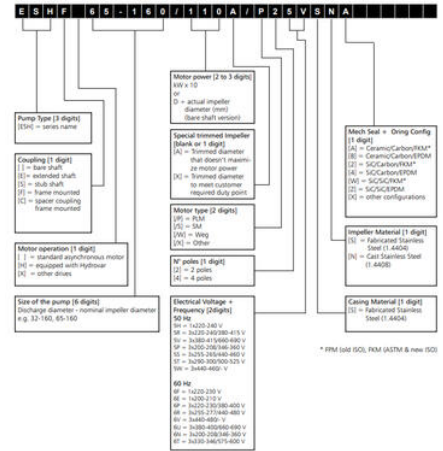 E S H F 6 5 - 1 6 0 / 1 1 0 A / P 2 5 V S N A
Motor power [2 to 3 digits]
kW x 10
or
D = actual impeller
diameter (mm)
(bare shaft version)
Pump Type [3 digits]
[ESH] = series name
Special trimmed Impeller
[blank or 1 digit]
[A] = Trimmed diameter
that doesn't maximi-
ze motor power
[X] = Trimmed diameter
to meet customer
required duty point
Mech Seal + Oring Config
[1 digit]
[A] = Ceramic/Carbon/FKM*
[B] = Ceramic/Carbon/EPDM
[2] = SiC/Carbon/FKM*
[4] = SiC/Carbon/EPDM
[W] = SiC/SiC/FKM*
[Z] = SiC/SiC/EPDM
[X] = other configurations
Coupling [1 digit]
[ ] = bare shaft
[E] = extended shaft
[S] = stub shaft
[F] = frame mounted
[C] = spacer coupling
frame mounted
Motor type [2 digits]
[/P] = PLM
[/S] = SM
[/W] = Weg
[/X] = Other
Impeller Material [1 digit]
[S] = Fabricated Stainless
Steel (1.4404)
[N] = Cast Stainless Steel
(1.4408)
Motor operation [1 digit]
[ ] = standard asynchronous motor
[H] = equipped with Hydrovar
[X] = other drives
N° poles [1 digit]
[2] = 2 poles
[4] = 4 poles
Size of the pump [6 digits]
Discharge diameter - nominal impeller diameter
e.g. 32-160, 65-160
Electrical Voltage +
Frequency [2digits]
50 Hz
5H = 1x220-240 V
5R = 3x220-240/380-415 V
5V = 3x380-415/660-690 V
5P = 3x200-208/346-360 V
5S = 3x255-265/440-460 V
5T = 3x290-300/500-525 V
5W = 3x440-460/- V
60 Hz
6F = 1x220-230 V
6E = 1x200-210 V
6P = 3x220-230/380-400 V
6R = 3x255-277/440-480 V
6V = 3x440-480/- V
6U = 3x380-400/660-690 V
6N = 3x200-208/346-360 V
6T = 3x330-346/575-600 V
Casing Material [1 digit]
[S] = Fabricated Stainless
Steel (1.4404)
* FPM (old ISO), FKM (ASTM & new ISO)